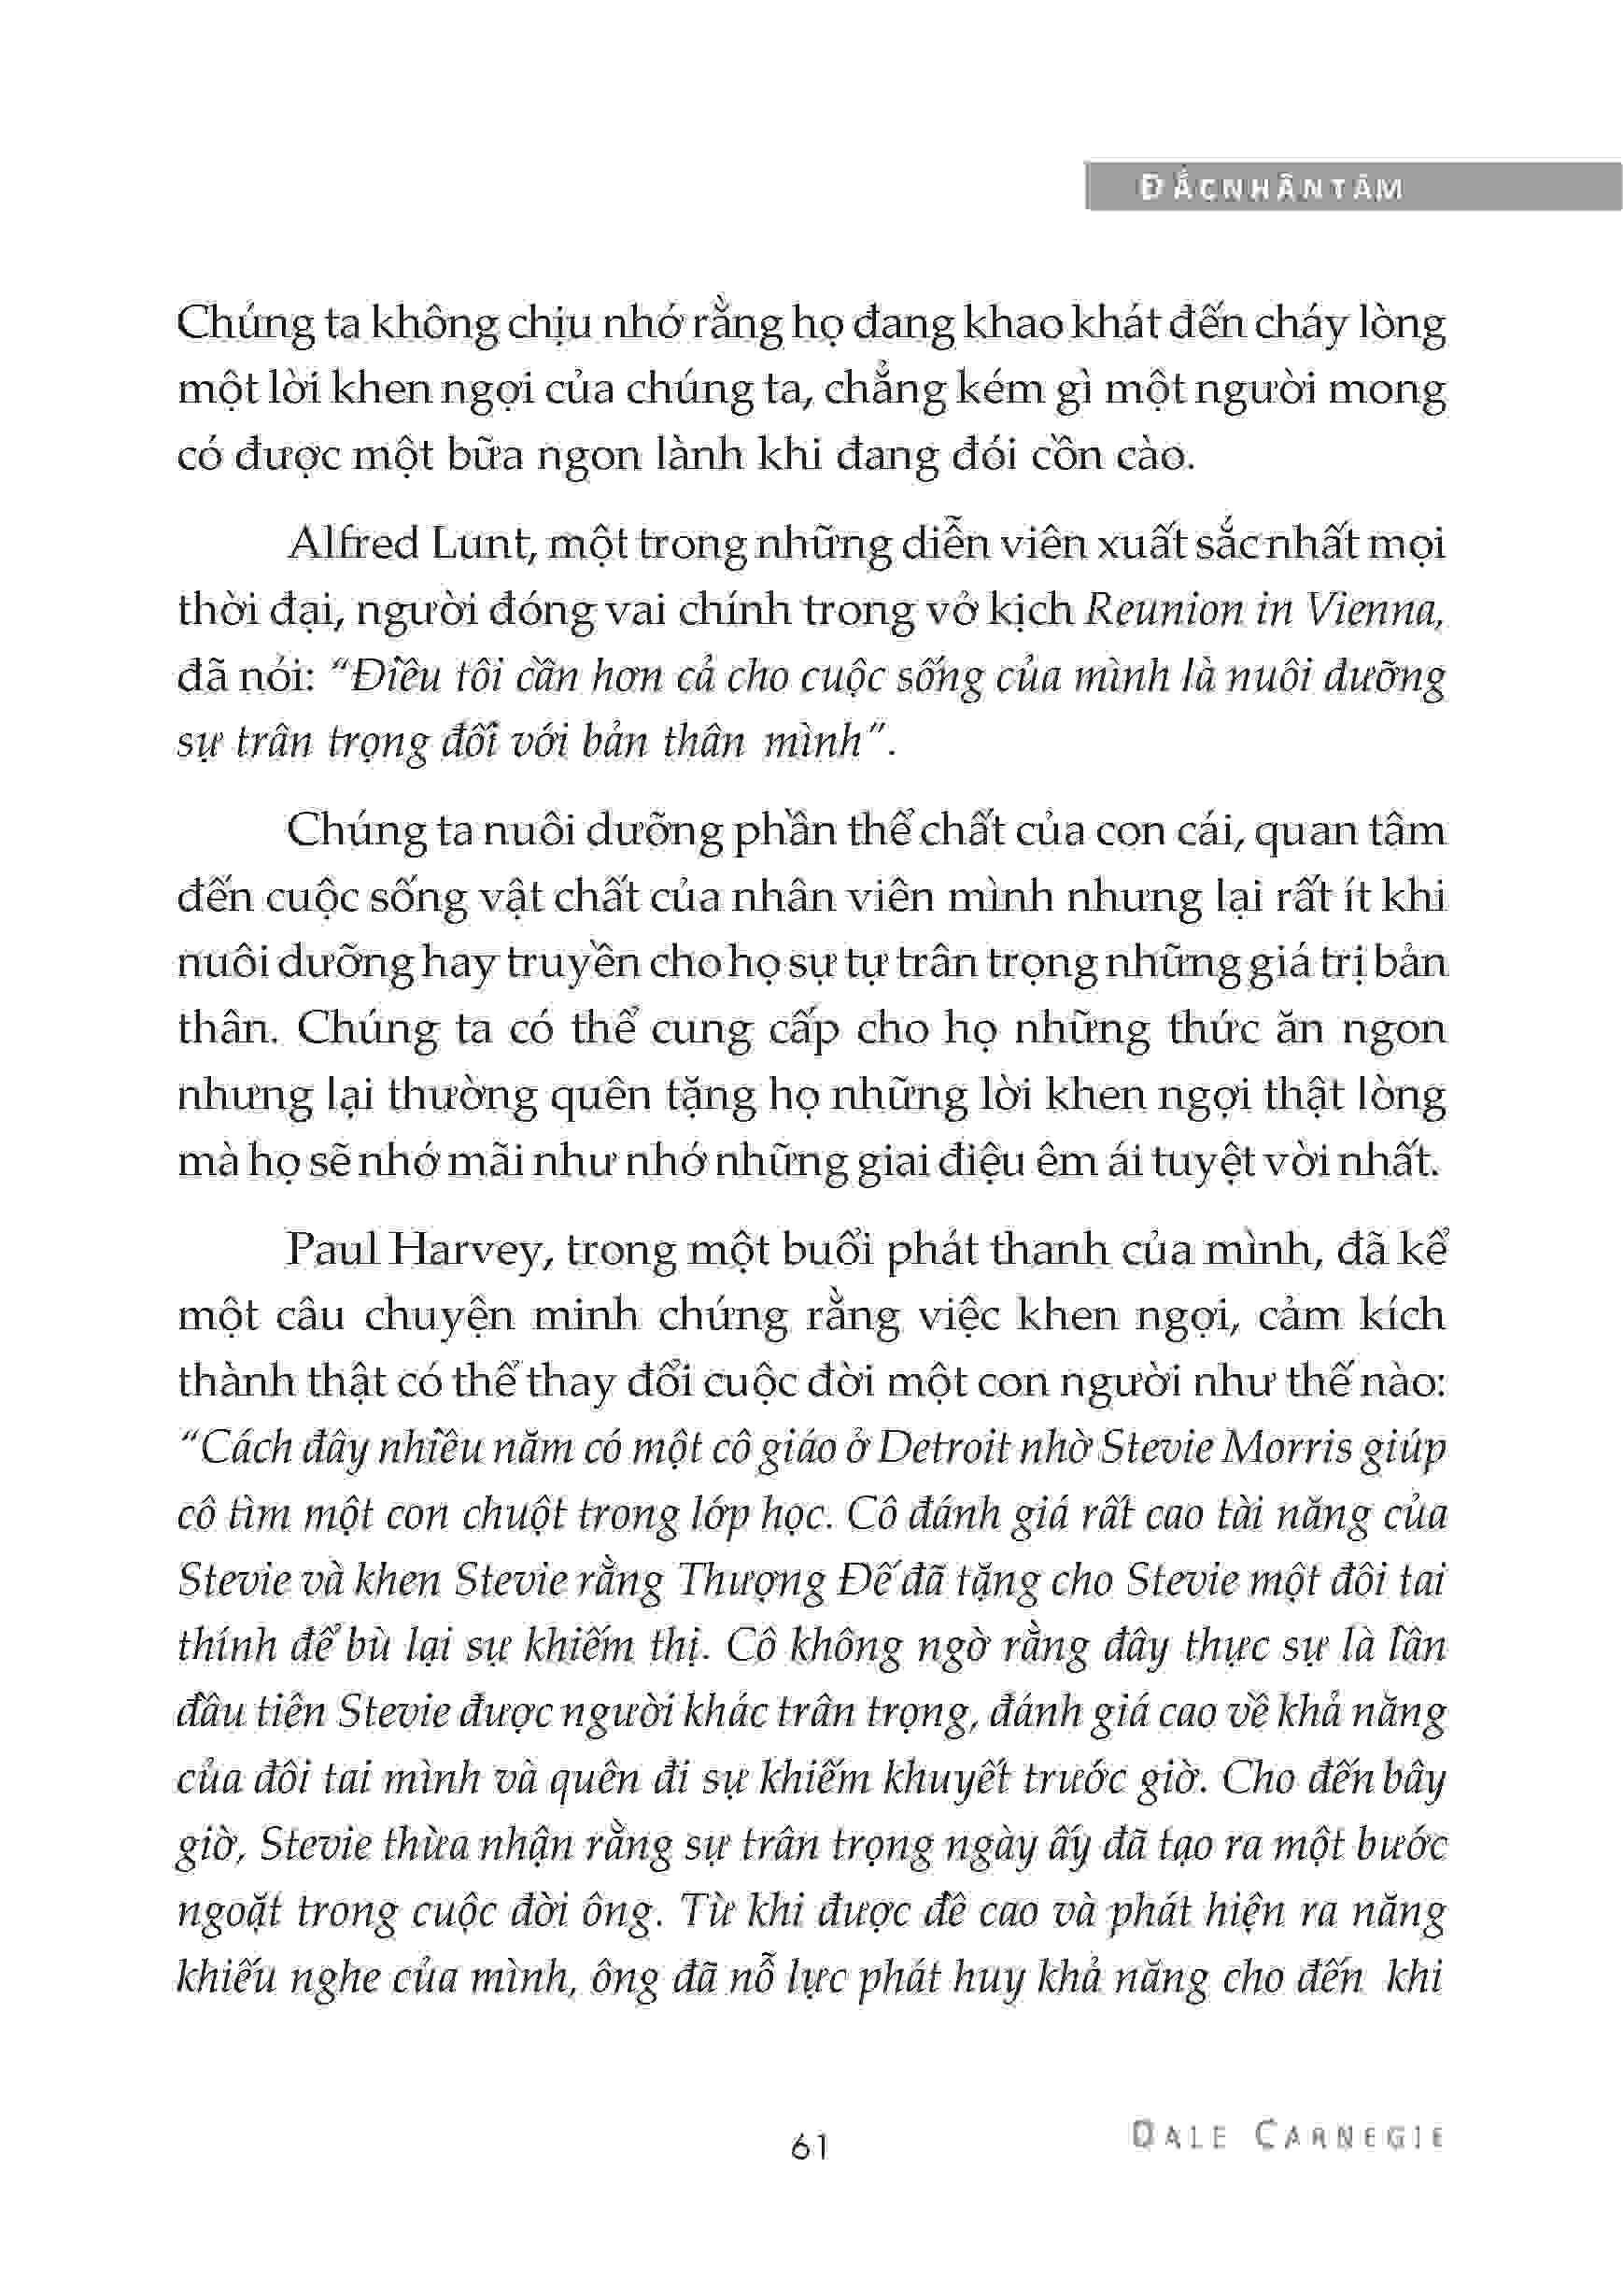 ĐẮC NHÂN TÂM
Chúng ta không chịu nhớ rằng họ đang khao khát đến cháy lòng
một lời khen ngợi của chúng ta, chẳng kém gì một người mong
có được một bữa ngon lành khi đang đói cồn cào.
Alfred Lunt, một trong những diễn viên xuất sắc nhất mọi
thời đại, người đóng vai chính trong vở kịch Reunion in Vienna,
đã nói: “Điều tôi cần hơn cả cho cuộc sống của mình là nuôi dưỡng
sự trân trọng đối với bản thân mình”.
Chúng ta nuôi dưỡng phần thể chất của con cái, quan tâm
đến cuộc sống vật chất của nhân viên mình nhưng lại rất ít khi
nuôi dưỡng hay truyền cho họ sự tự trân trọng những giá trị bản
thân. Chúng ta có thể cung cấp cho họ những thức ăn ngon
nhưng lại thường quên tặng họ những lời khen ngợi thật lòng
mà họ sẽ nhớ mãi như nhớ những giai điệu êm ái tuyệt vời nhất.
Paul Harvey, trong một buổi phát thanh của mình, đã kể
một câu chuyện minh chứng rằng việc khen ngợi, cảm kích
thành thật có thể thay đổi cuộc đời một con người như thế nào:
“Cách đây nhiều năm có một cô giáo ở Detroit nhờ Stevie Morris giúp
cô tìm một con chuột trong lớp học. Cô đánh giá rất cao tài năng của
Stevie và khen Stevie rằng Thượng Đế đã tặng cho Stevie một đôi tai
thính để bù lại sự khiếm thị. Cô không ngờ rằng đây thực sự là lần
đầu tiên Stevie được người khác trân trọng, đánh giá cao về khả năng
của đôi tai mình và quên đi sự khiếm khuyết trước giờ. Cho đến bây
giờ, Stevie thừa nhận rằng sự trân trọng ngày ấy đã tạo ra một bước
ngoặt trong cuộc đời ông. Từ khi được đề cao và phát hiện ra năng
khiếu nghe của mình, ông đã nỗ lực phát huy khả năng cho đến khi
61
DALE CARNEGIE